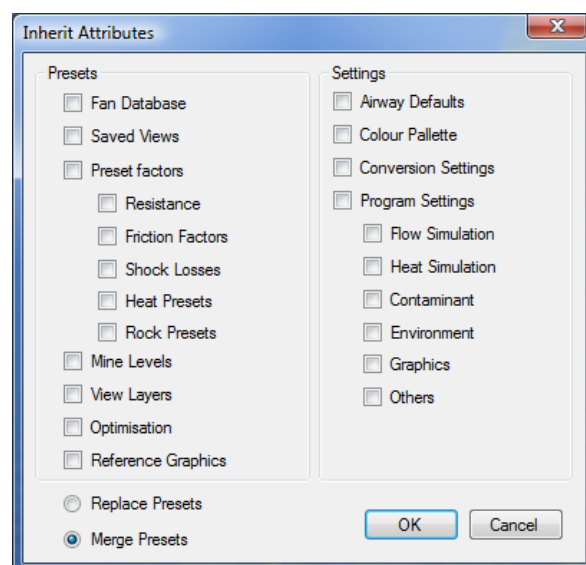 Inherit Attributes
Presets
Fan Database
Saved Views
Preset factors
Resistance
Friction Factors
Shock Losses
Heat Presets
Rock Presets
Mine Levels
View Layers
Optimisation
Reference Graphics
Settings
Airway Defaults
Colour Pallette
Conversion Settings
Program Settings
Flow Simulation
Heat Simulation
Contaminant
Environment
Graphics
Others
Replace Presets
Merge Presets
OK
Cancel